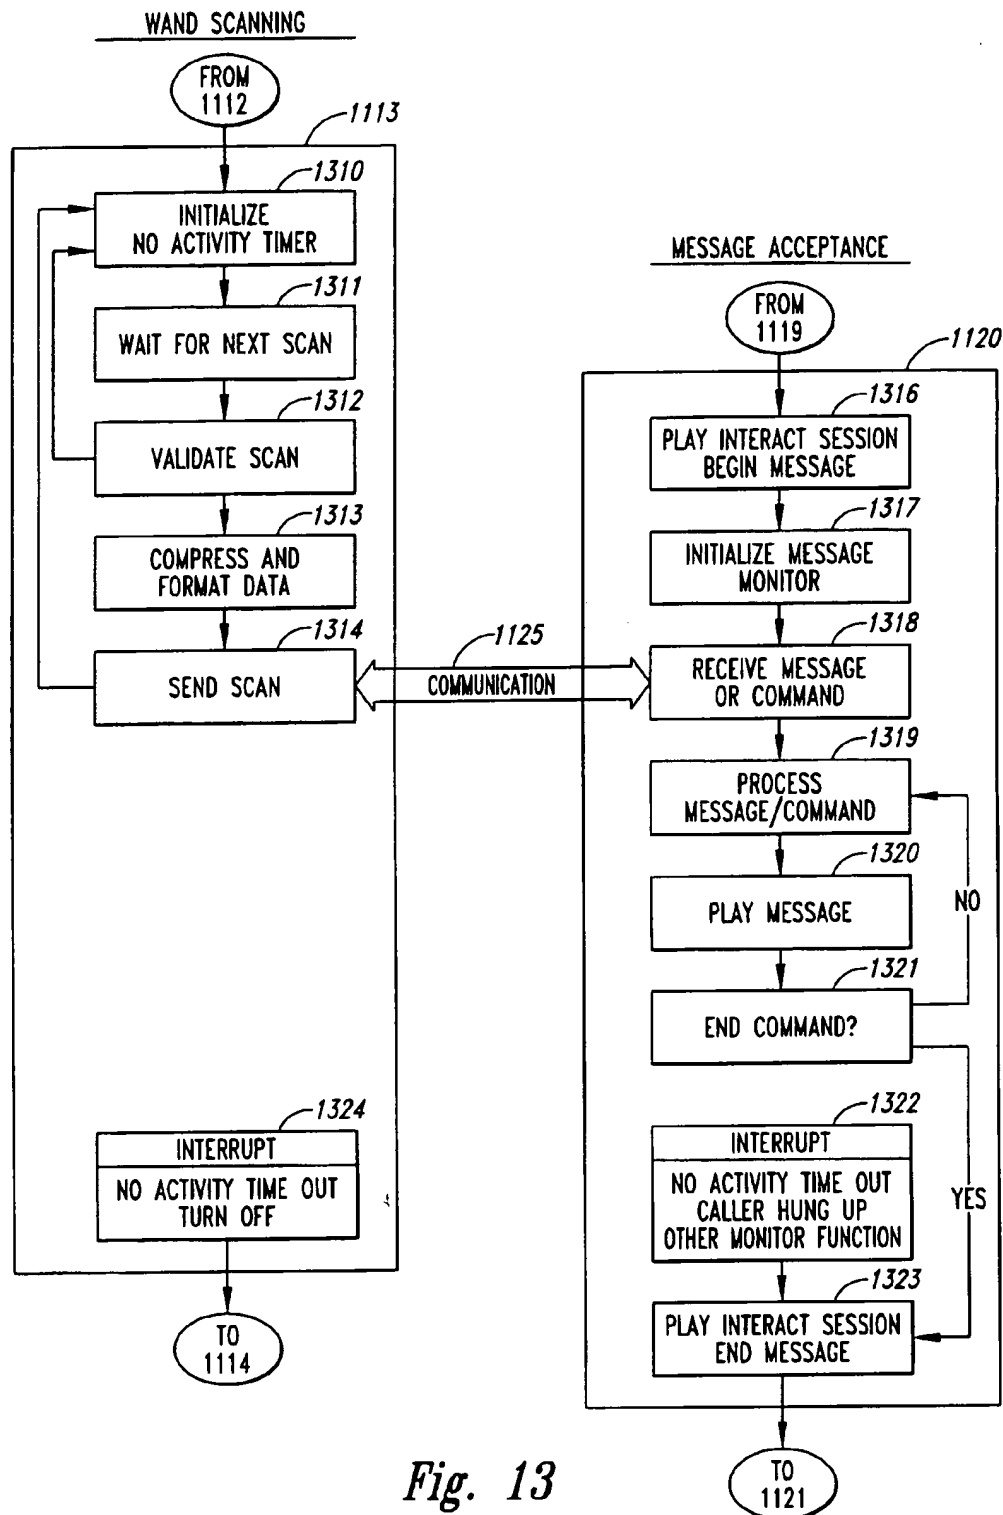 WAND SCANNING
FROM
1112
1113
1310
INITIALIZE
NO ACTIVITY TIMER
1311
WAIT FOR NEXT SCAN
1312
VALIDATE SCAN
1313
COMPRESS AND
FORMAT DATA
1314
SEND SCAN
1125
COMMUNICATION
1324
INTERRUPT
NO ACTIVITY TIME OUT
TURN OFF
TO
1114
MESSAGE ACCEPTANCE
FROM
1119
1120
1316
PLAY INTERACT SESSION
BEGIN MESSAGE
1317
INITIALIZE MESSAGE
MONITOR
1318
RECEIVE MESSAGE
OR COMMAND
1319
PROCESS
MESSAGE/COMMAND
1320
PLAY MESSAGE
NO
1321
END COMMAND?
YES
1322
INTERRUPT
NO ACTIVITY TIME OUT
CALLER HUNG UP
OTHER MONITOR FUNCTION
1323
PLAY INTERACT SESSION
END MESSAGE
TO
1121
Fig. 13